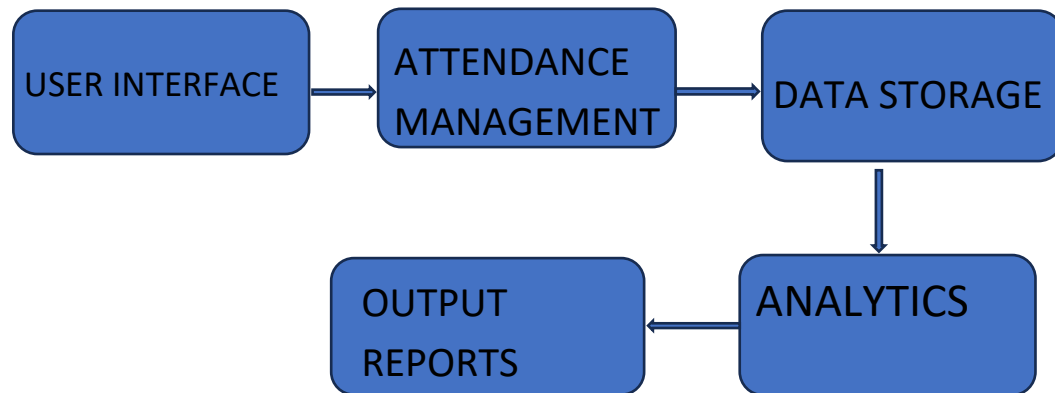 USER INTERFACE
ATTENDANCE
MANAGEMENT
DATA STORAGE
ANALYTICS
OUTPUT
REPORTS